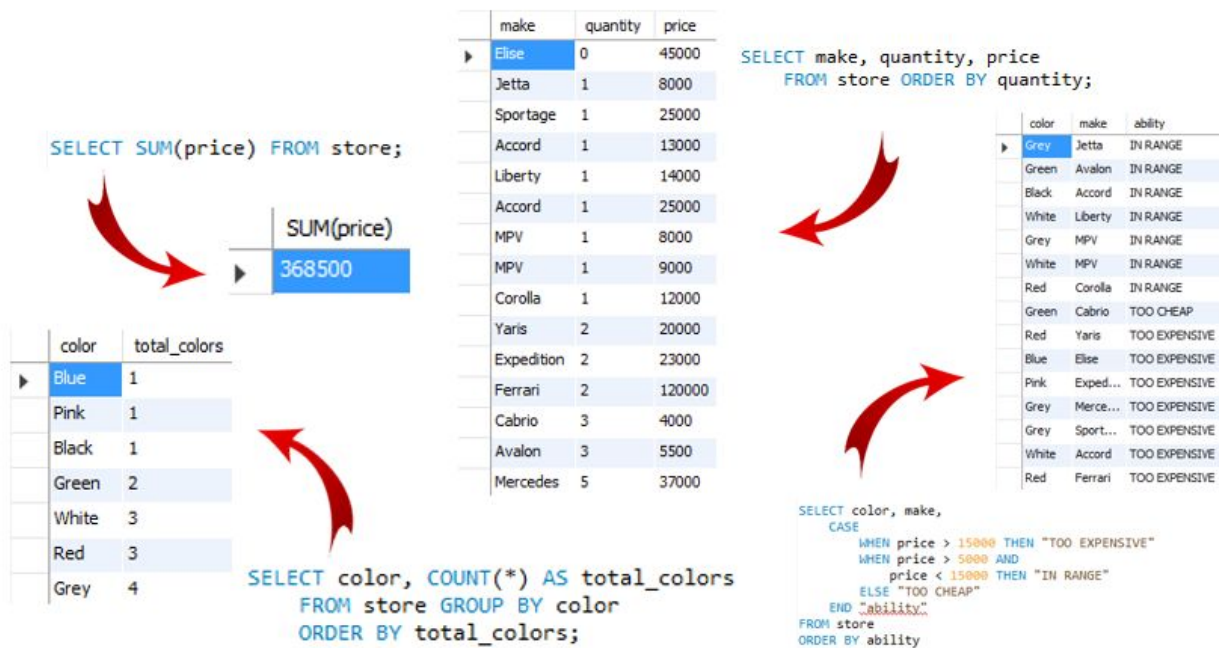 SELECT SUM(price) FROM store;
SUM(price)
368500
color total_colors
Blue 1
Pink 1
Black 1
Green 2
White 3
Red 3
Grey 4
SELECT color, COUNT(*) AS total_colors
FROM store GROUP BY color
ORDER BY total_colors;
make quantity price
Elise 0 45000
Jetta 1 8000
Sportage 1 25000
Accord 1 13000
Liberty 1 14000
Accord 1 25000
MPV 1 8000
MPV 1 9000
Corolla 1 12000
Yaris 2 20000
Expedition 2 23000
Ferrari 2 120000
Cabrio 3 4000
Avalon 3 5500
Mercedes 5 37000
SELECT make, quantity, price
FROM store ORDER BY quantity;
color make ability
Grey Jetta IN RANGE
Green Avalon IN RANGE
Black Accord IN RANGE
White Liberty IN RANGE
Grey MPV IN RANGE
White MPV IN RANGE
Red Corolla IN RANGE
Green Cabrio TOO CHEAP
Red Yaris TOO EXPENSIVE
Blue Elise TOO EXPENSIVE
Pink Exped... TOO EXPENSIVE
Grey Merce... TOO EXPENSIVE
Grey Sport... TOO EXPENSIVE
White Accord TOO EXPENSIVE
Red Ferrari TOO EXPENSIVE
SELECT color, make,
CASE
WHEN price > 15000 THEN "TOO EXPENSIVE"
WHEN price > 5000 AND
price < 15000 THEN "IN RANGE"
ELSE "TOO CHEAP"
END "ability"
FROM store
ORDER BY ability